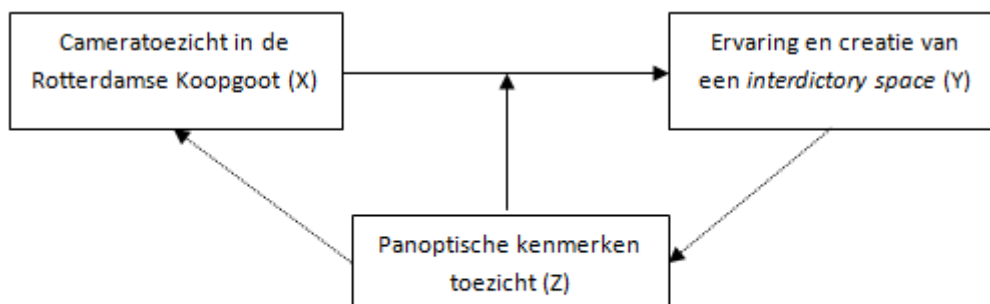 Cameratoezicht in de
Rotterdamse Koopgoot (X)
Ervaring en creatie van
een interdictory space (Y)
Panoptische kenmerken
toezicht (Z)